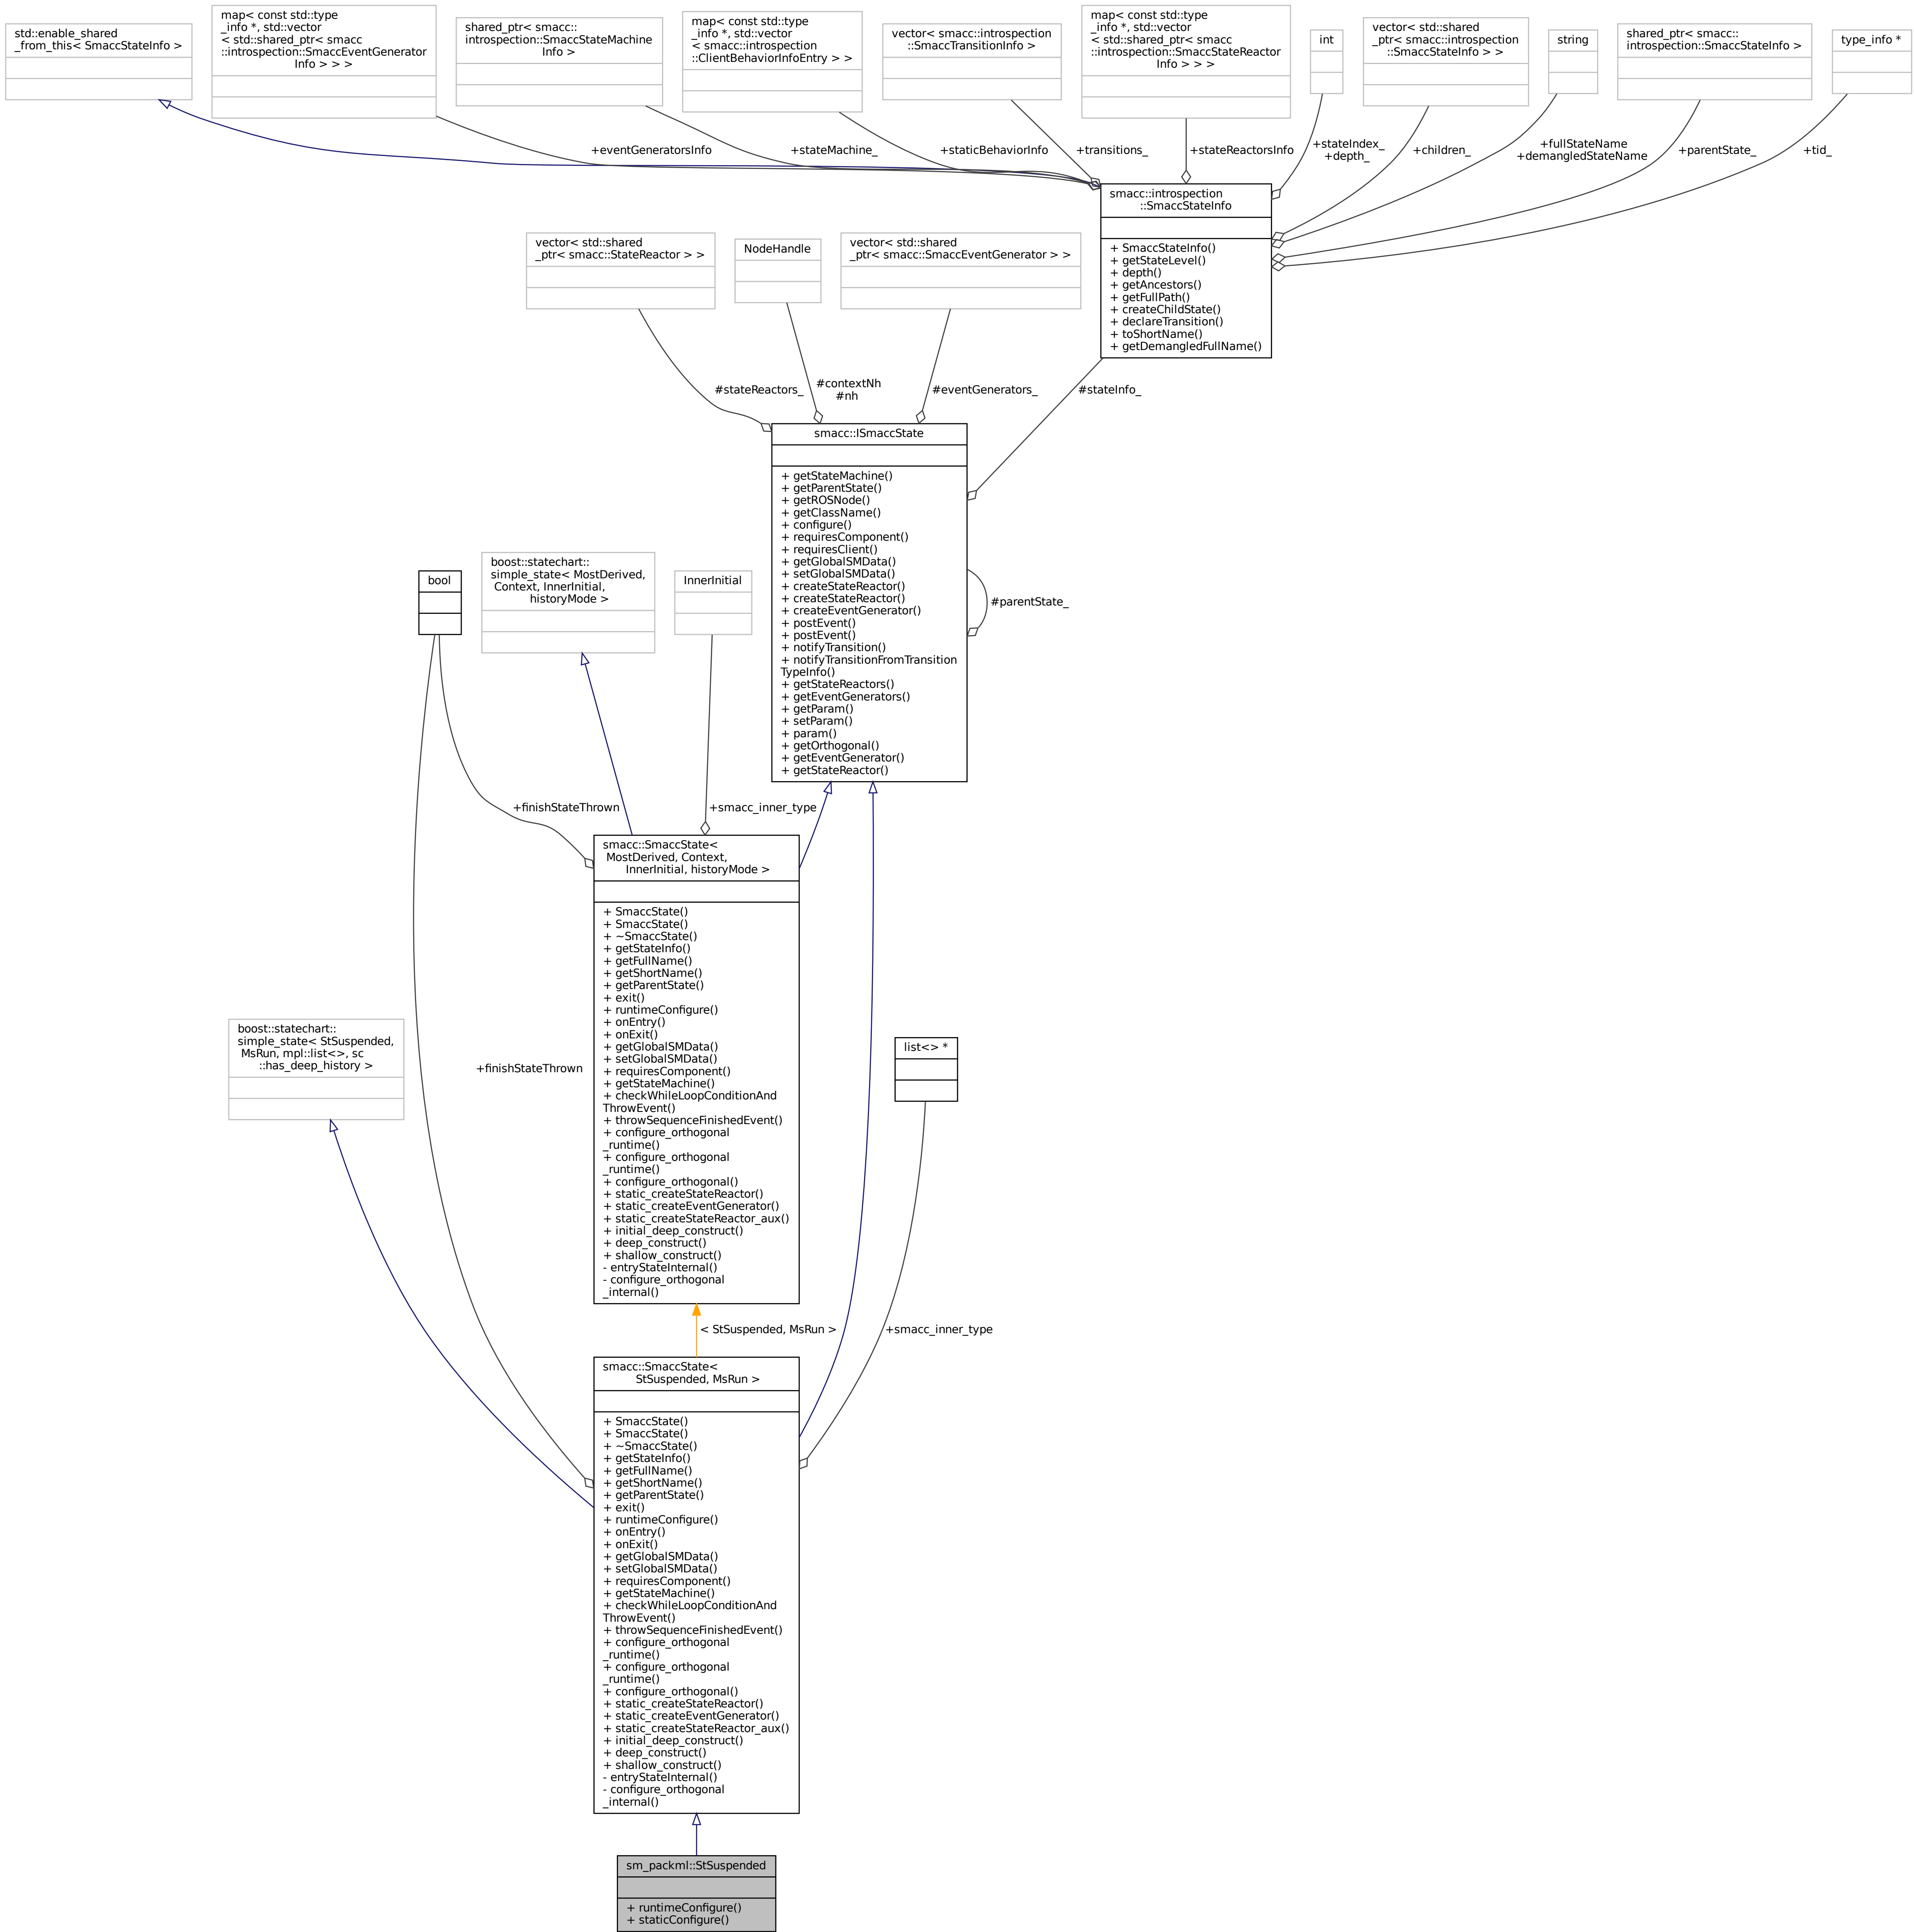 std::enable_shared
_from_this< SmaccStateInfo >
map< const std::type
_info *, std::vector
< std::shared_ptr< smacc
::introspection::SmaccEventGenerator
Info > > >
shared_ptr< smacc::
introspection::SmaccStateMachine
Info >
map< const std::type
_info *, std::vector
< smacc::introspection
::ClientBehaviorInfoEntry > >
vector< smacc::introspection
::SmaccTransitionInfo >
map< const std::type
_info *, std::vector
< std::shared_ptr< smacc
::introspection::SmaccStateReactor
Info > > >
int
vector< std::shared
_ptr< smacc::introspection
::SmaccStateInfo > >
string
shared_ptr< smacc::
introspection::SmaccStateInfo >
type_info *
+eventGeneratorsInfo
+stateMachine_
+staticBehaviorInfo
+transitions_
+stateReactorsInfo
+stateIndex_
+depth_
+children_
+fullStateName
+demangledStateName
+parentState_
+tid_
smacc::introspection
::SmaccStateInfo
+ SmaccStateInfo()
+ getStateLevel()
+ depth()
+ getAncestors()
+ getFullPath()
+ createChildState()
+ declareTransition()
+ toShortName()
+ getDemangledFullName()
vector< std::shared
_ptr< smacc::StateReactor > >
NodeHandle
vector< std::shared
_ptr< smacc::SmaccEventGenerator > >
#stateReactors_
#contextNh
#nh
#eventGenerators_
#stateInfo_
smacc::ISmaccState
+ getStateMachine()
+ getParentState()
+ getROSNode()
+ getClassName()
+ configure()
+ requiresComponent()
+ requiresClient()
+ getGlobalSMData()
+ setGlobalSMData()
+ createStateReactor()
+ createStateReactor()
+ createEventGenerator()
+ postEvent()
+ postEvent()
+ notifyTransition()
+ notifyTransitionFromTransition
TypeInfo()
+ getStateReactors()
+ getEventGenerators()
+ getParam()
+ setParam()
+ param()
+ getOrthogonal()
+ getEventGenerator()
+ getStateReactor()
#parentState_
bool
boost::statechart::
simple_state< MostDerived,
Context, InnerInitial,
historyMode >
InnerInitial
+finishStateThrown
+smacc_inner_type
smacc::SmaccState<
MostDerived, Context,
InnerInitial, historyMode >
+ SmaccState()
+ SmaccState()
+ ~SmaccState()
+ getStateInfo()
+ getFullName()
+ getShortName()
+ getParentState()
+ exit()
+ runtimeConfigure()
+ onEntry()
+ onExit()
+ getGlobalSMData()
+ setGlobalSMData()
+ requiresComponent()
+ getStateMachine()
+ checkWhileLoopConditionAnd
ThrowEvent()
+ throwSequenceFinishedEvent()
+ configure_orthogonal
_runtime()
+ configure_orthogonal
_runtime()
+ configure_orthogonal()
+ static_createStateReactor()
+ static_createEventGenerator()
+ static_createStateReactor_aux()
+ initial_deep_construct()
+ deep_construct()
+ shallow_construct()
- entryStateInternal()
- configure_orthogonal
_internal()
boost::statechart::
simple_state< StSuspended,
MsRun, mpl::list<>, sc
::has_deep_history >
+finishStateThrown
list<> *
< StSuspended, MsRun >
+smacc_inner_type
smacc::SmaccState<
StSuspended, MsRun >
+ SmaccState()
+ SmaccState()
+ ~SmaccState()
+ getStateInfo()
+ getFullName()
+ getShortName()
+ getParentState()
+ exit()
+ runtimeConfigure()
+ onEntry()
+ onExit()
+ getGlobalSMData()
+ setGlobalSMData()
+ requiresComponent()
+ getStateMachine()
+ checkWhileLoopConditionAnd
ThrowEvent()
+ throwSequenceFinishedEvent()
+ configure_orthogonal
_runtime()
+ configure_orthogonal
_runtime()
+ configure_orthogonal()
+ static_createStateReactor()
+ static_createEventGenerator()
+ static_createStateReactor_aux()
+ initial_deep_construct()
+ deep_construct()
+ shallow_construct()
- entryStateInternal()
- configure_orthogonal
_internal()
sm_packml::StSuspended
+ runtimeConfigure()
+ staticConfigure()